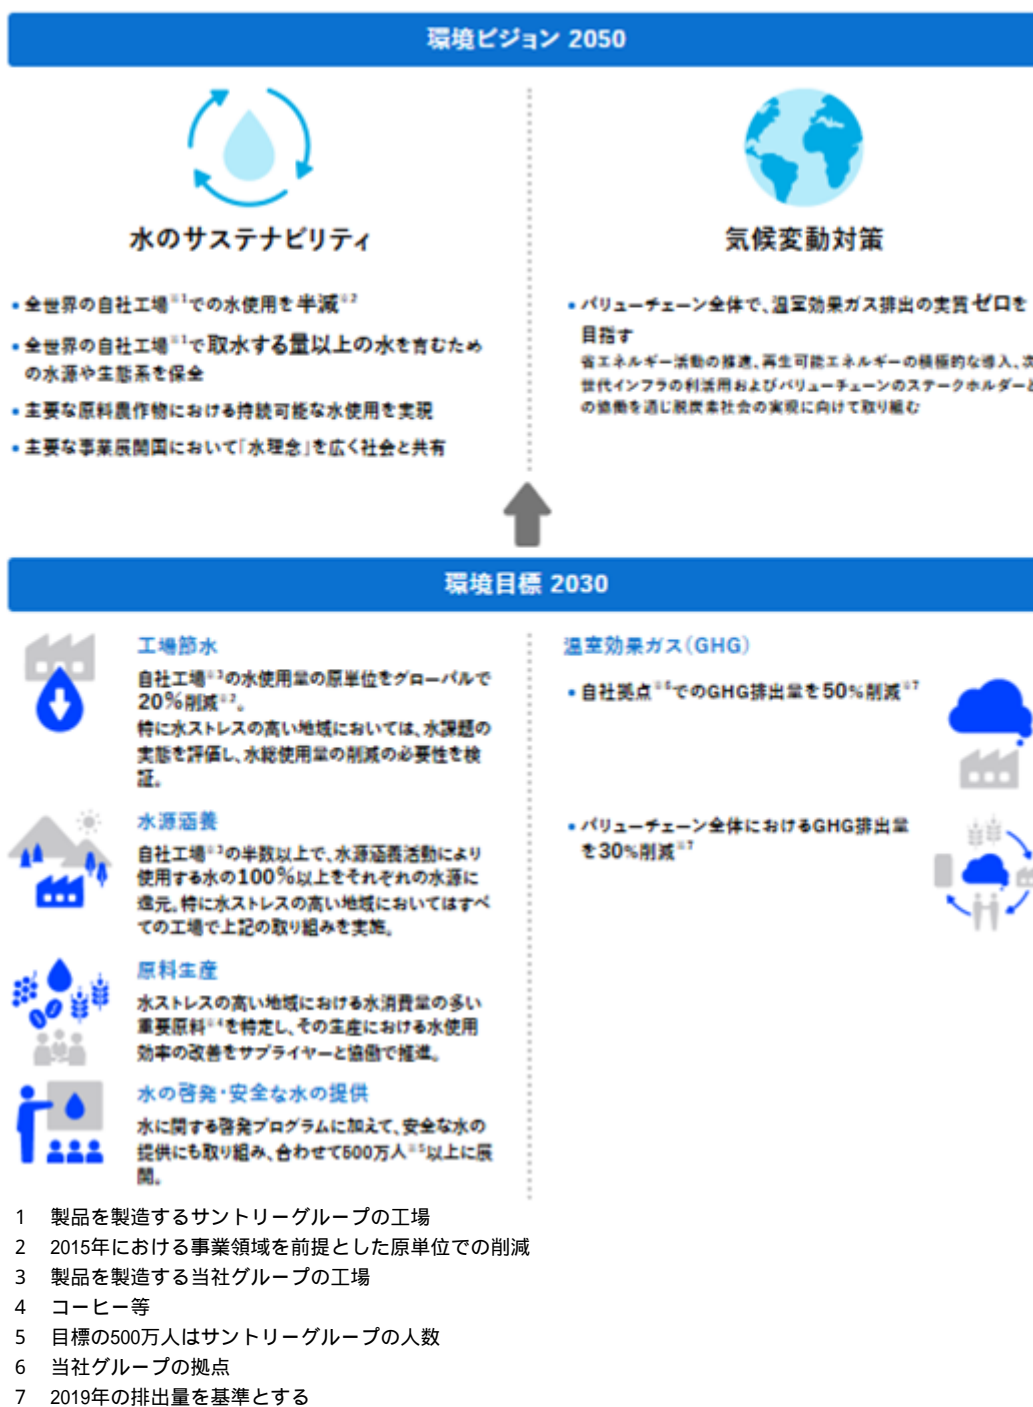 環境ビジョン 2050
水のサステナビリティ
• 全世界の自社工場※1での水使用を半減※2
• 全世界の自社工場※1で取水する量以上の水を育むため
の水源や生態系を保全
• 主要な原料農作物における持続可能な水使用を実現
• 主要な事業展開国において「水理念」を広く社会と共有
気候変動対策
• バリューチェーン全体で、温室効果ガス排出の実質ゼロを
目指す
省エネルギー活動の推進、再生可能エネルギーの積極的な導入、次
世代インフラの利活用およびバリューチェーンのステークホルダーと
の協働を通じ脱炭素社会の実現に向けて取り組む
環境目標 2030
工場節水
自社工場※3の水使用量の原単位をグローバルで
20%削減※2。
特に水ストレスの高い地域においては、水課題の
実態を評価し、水総使用量の削減の必要性を検
証。
水源涵養
自社工場※3の半数以上で、水源涵養活動により
使用する水の100%以上をそれぞれの水源に
還元。特に水ストレスの高い地域においてはすべ
ての工場で上記の取り組みを実施。
原料生産
水ストレスの高い地域における水消費量の多い
重要原料※4を特定し、その生産における水使用
効率の改善をサプライヤーと協働で推進。
水の啓発・安全な水の提供
水に関する啓発プログラムに加えて、安全な水の
提供にも取り組み、合わせて500万人※5以上に展
開。
温室効果ガス(GHG)
• 自社拠点※6でのGHG排出量を50%削減※7
• バリューチェーン全体におけるGHG排出量
を30%削減※7
1 製品を製造するサントリーグループの工場
2 2015年における事業領域を前提とした原単位での削減
3 製品を製造する当社グループの工場
4 コーヒー等
5 目標の500万人はサントリーグループの人数
6 当社グループの拠点
7 2019年の排出量を基準とする